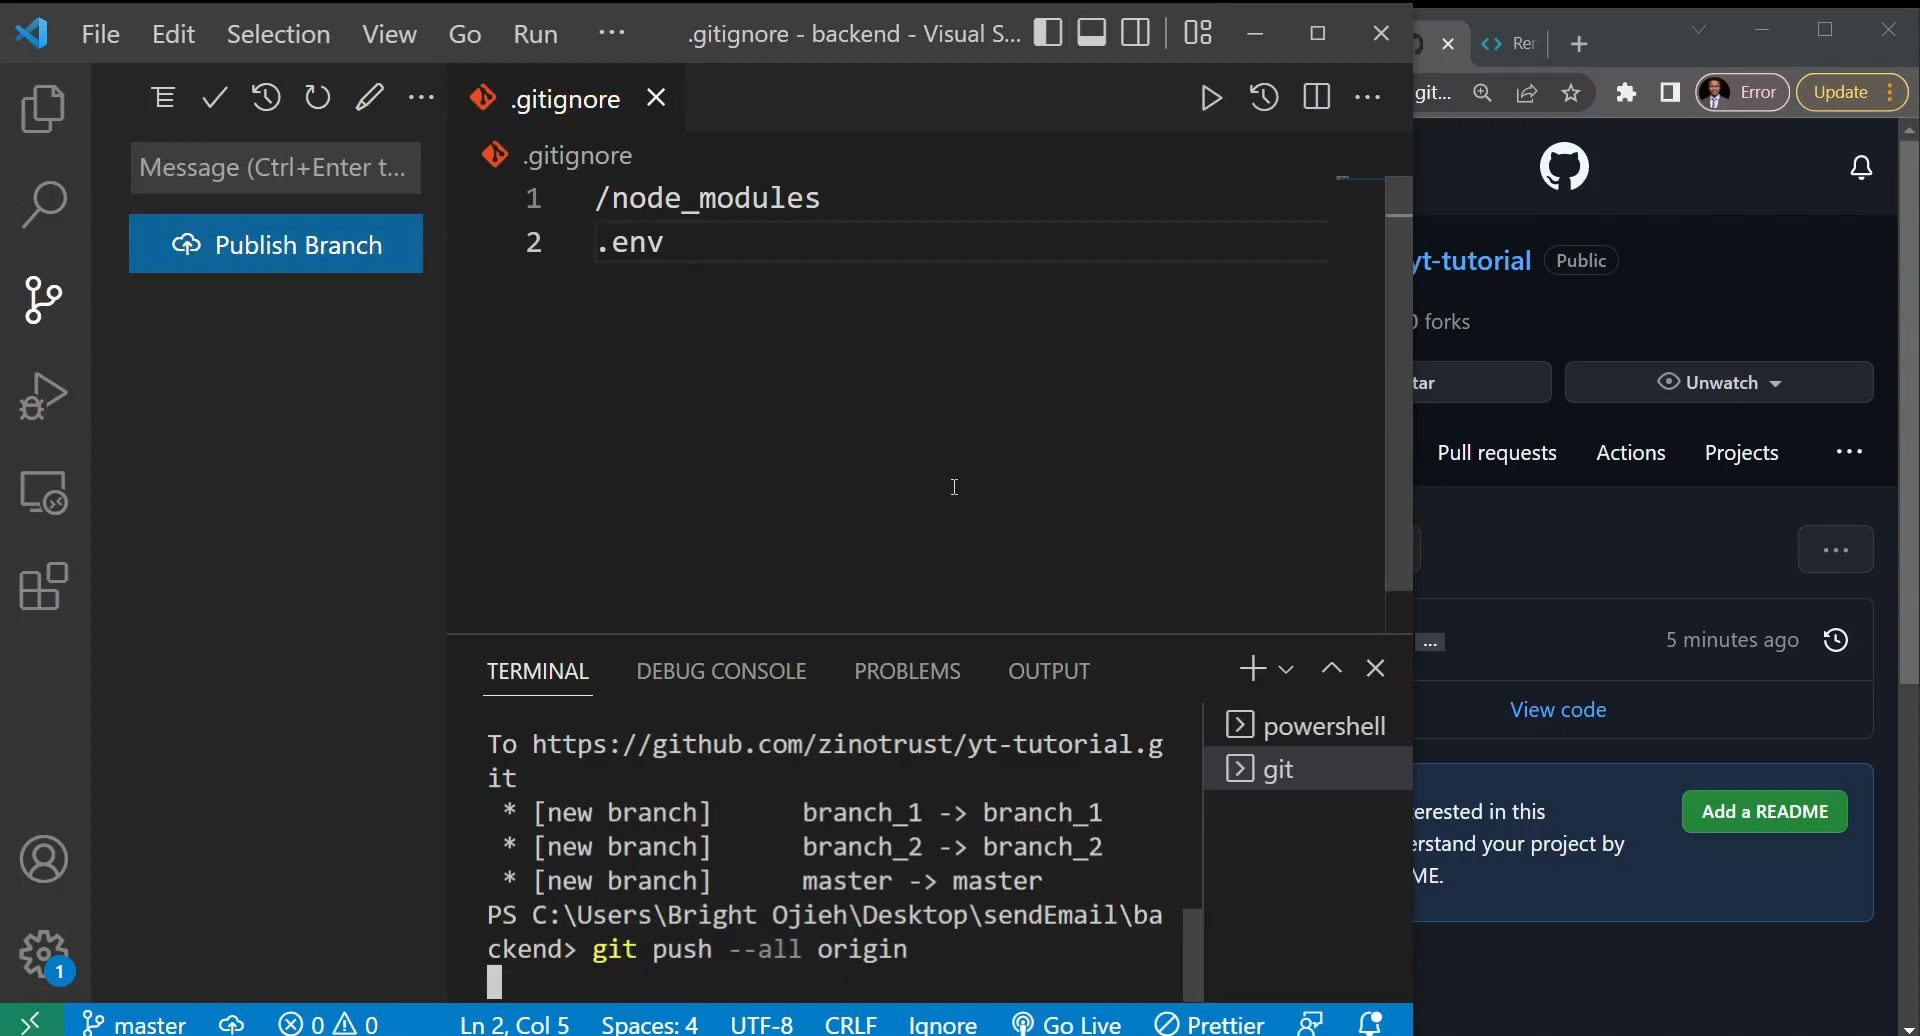 File Edit Selection View Go Run ··· .gitignore - backend - Visual S...
Message (Ctrl+Enter t...
Publish Branch
.gitignore
.gitignore
1 /node_modules
2 .env
TERMINAL DEBUG CONSOLE PROBLEMS OUTPUT
To https://github.com/zinotrust/yt-tutorial.g
it
* [new branch] branch_1 -> branch_1
* [new branch] branch_2 -> branch_2
* [new branch] master -> master
PS C:\Users\Bright Ojieh\Desktop\sendEmail\ba
ckend> git push --all origin
powershell
git
1
master 0 0 Ln 2, Col 5 Spaces: 4 UTF-8 CRLF Ignore Go Live Prettier
Rer
git... Error Update
yt-tutorial Public
0 forks
tar Unwatch
Pull requests Actions Projects ···
...
5 minutes ago
View code
erested in this
erstand your project by
ME.
Add a README